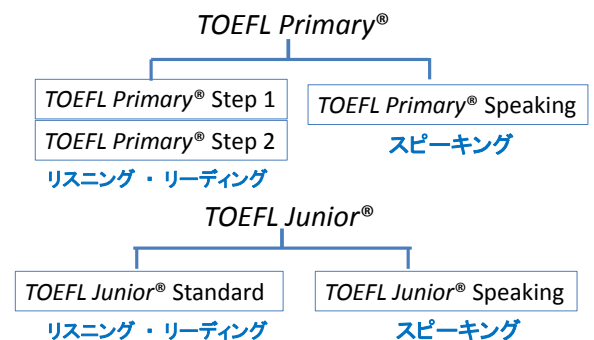 TOEFL Primary®
TOEFL Primary® Step 1
TOEFL Primary® Step 2
リスニング ・ リーディング
TOEFL Primary® Speaking
スピーキング
TOEFL Junior®
TOEFL Junior® Standard
リスニング ・ リーディング
TOEFL Junior® Speaking
スピーキング